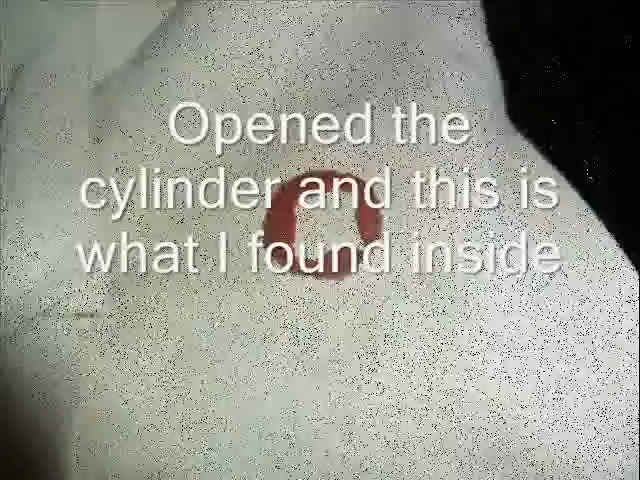 Opened the
cylinder and this is
what I found inside